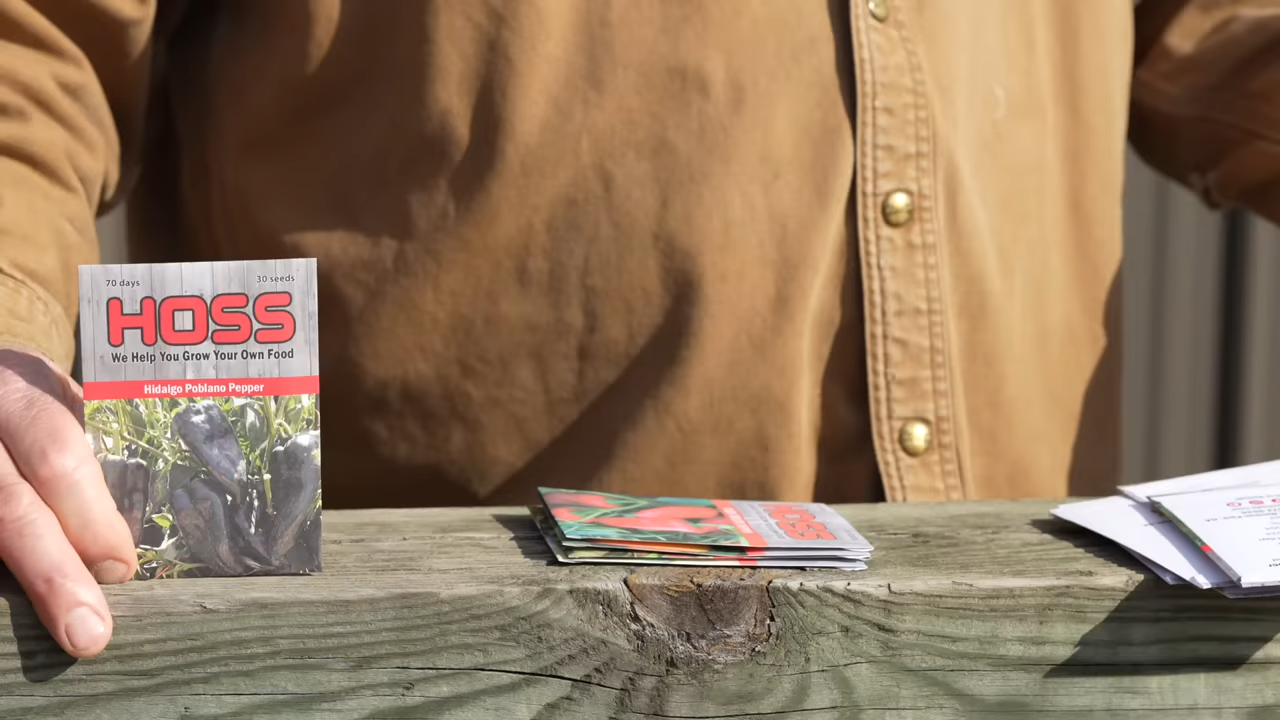 70 days 30 seeds
HOSS
We Help You Grow Your Own Food
Hidalgo Poblano Pepper
HOSS